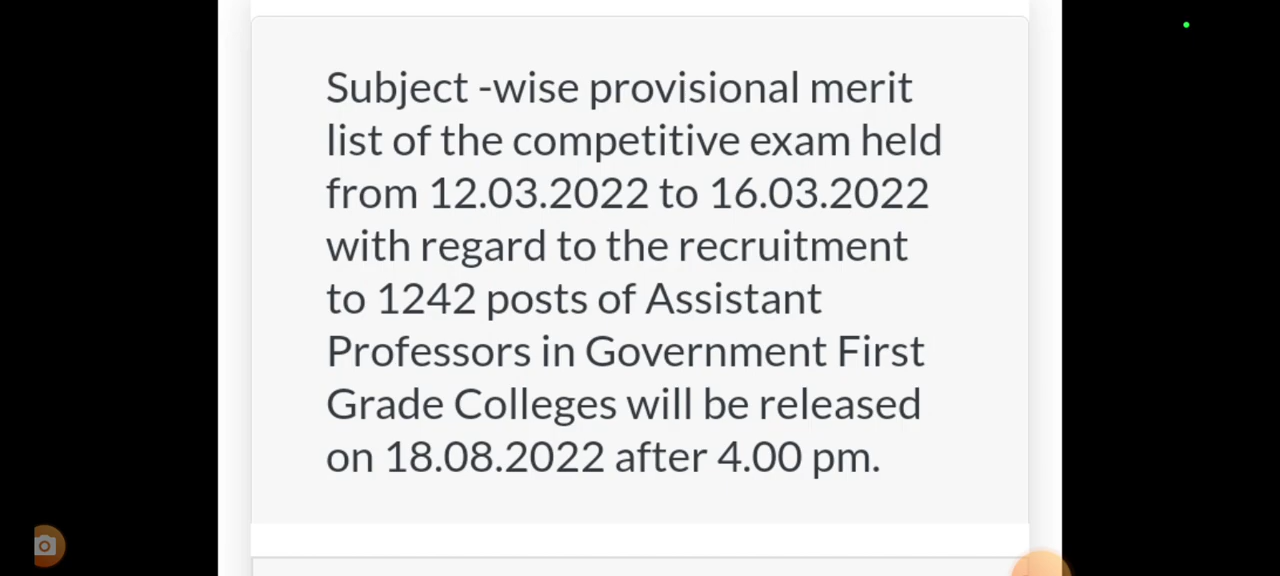 Subject -wise provisional merit
list of the competitive exam held
from 12.03.2022 to 16.03.2022
with regard to the recruitment
to 1242 posts of Assistant
Professors in Government First
Grade Colleges will be released
on 18.08.2022 after 4.00 pm.